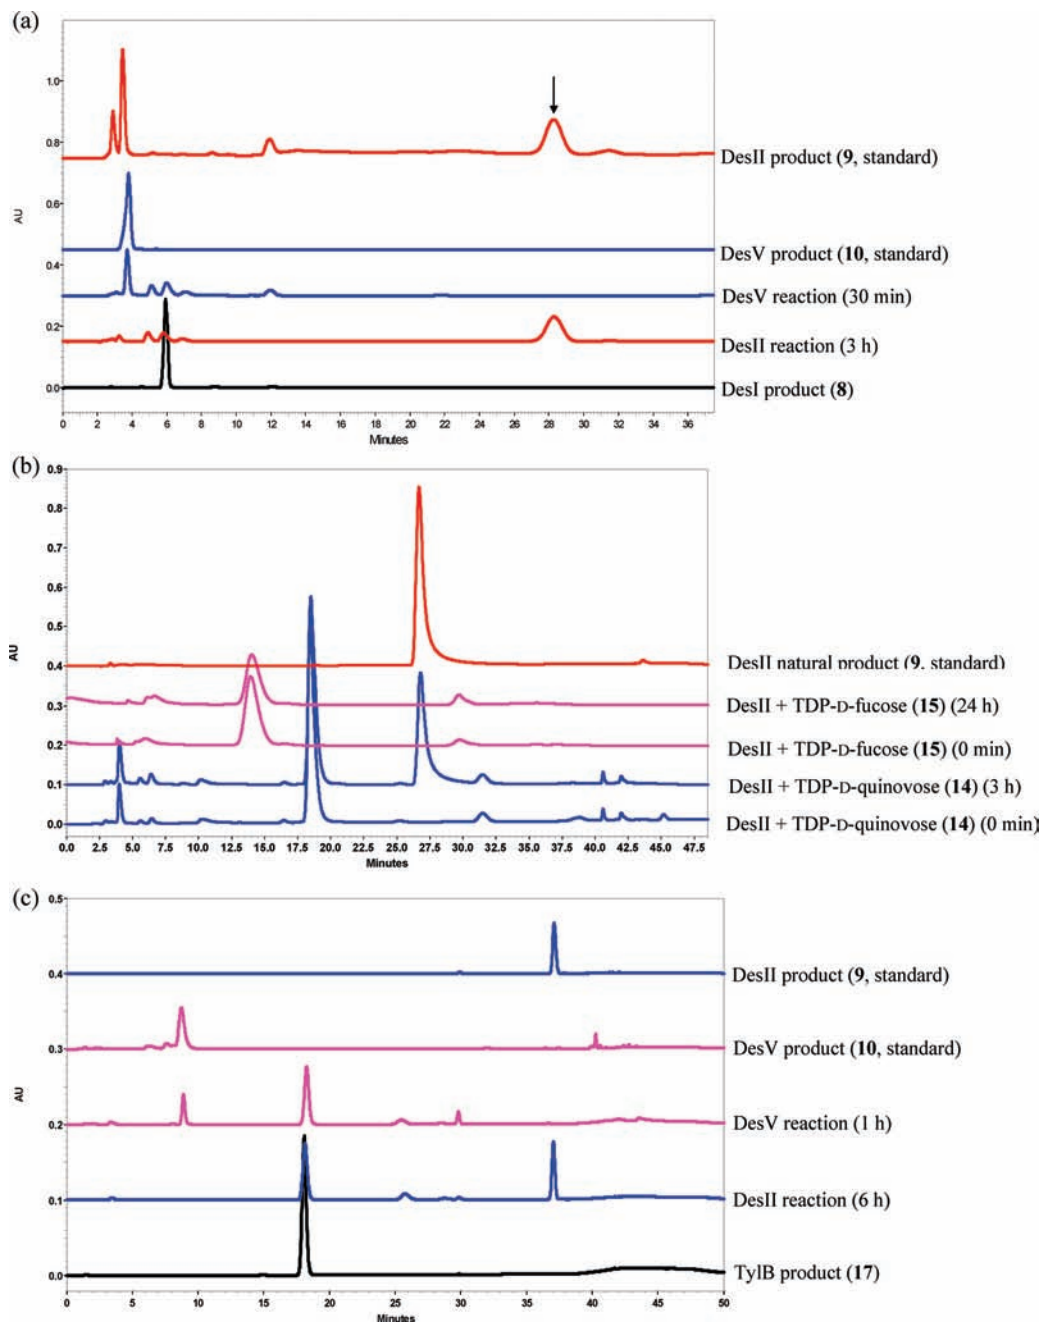 (a)
1.0
0.8
AU
0.4
0.2
0.0
DesII product (9, standard)
DesV product (10, standard)
DesV reaction (30 min)
DesII reaction (3 h)
DesI product (8)
0 2 4 6 8 10 12 14 16 18 20 22 24 26 28 30 32 34 36
Minutes
(b)
0.9
0.8
0.7
0.6
0.5
AU
0.4
0.3
0.2
0.1
0.0
DesII natural product (9, standard)
DesII + TDP-D-fucose (15) (24 h)
DesII + TDP-D-fucose (15) (0 min)
DesII + TDP-D-quinovose (14) (3 h)
DesII + TDP-D-quinovose (14) (0 min)
0.0 2.5 5.0 7.5 10.0 12.5 15.0 17.5 20.0 22.5 25.0 27.5 30.0 32.5 35.0 37.5 40.0 42.5 45.0 47.5
Minutes
(c)
0.5
0.4
0.3
AU
0.2
0.1
0.0
DesII product (9, standard)
DesV product (10, standard)
DesV reaction (1 h)
DesII reaction (6 h)
TylB product (17)
0 5 10 15 20 25 30 35 40 45 50
Minutes